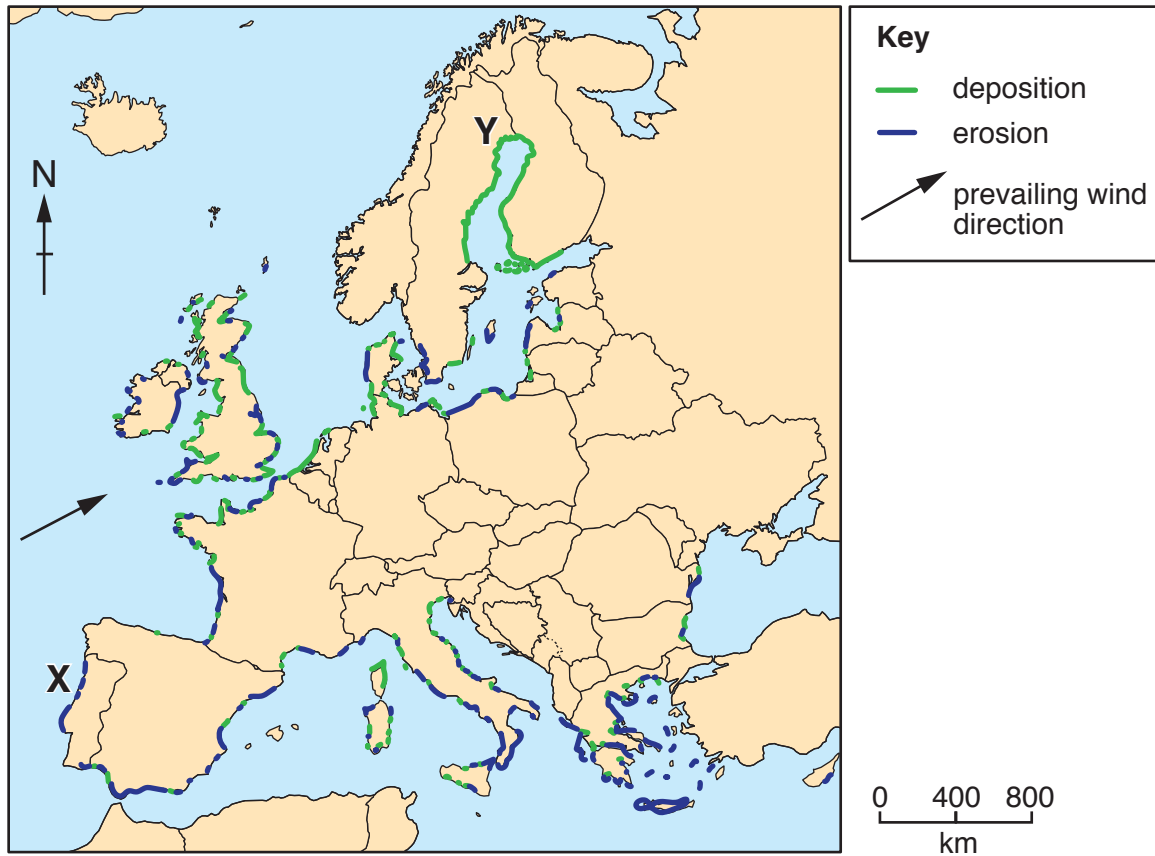 Y
N
X
Key
deposition
erosion
prevailing wind
direction
0 400 800
km